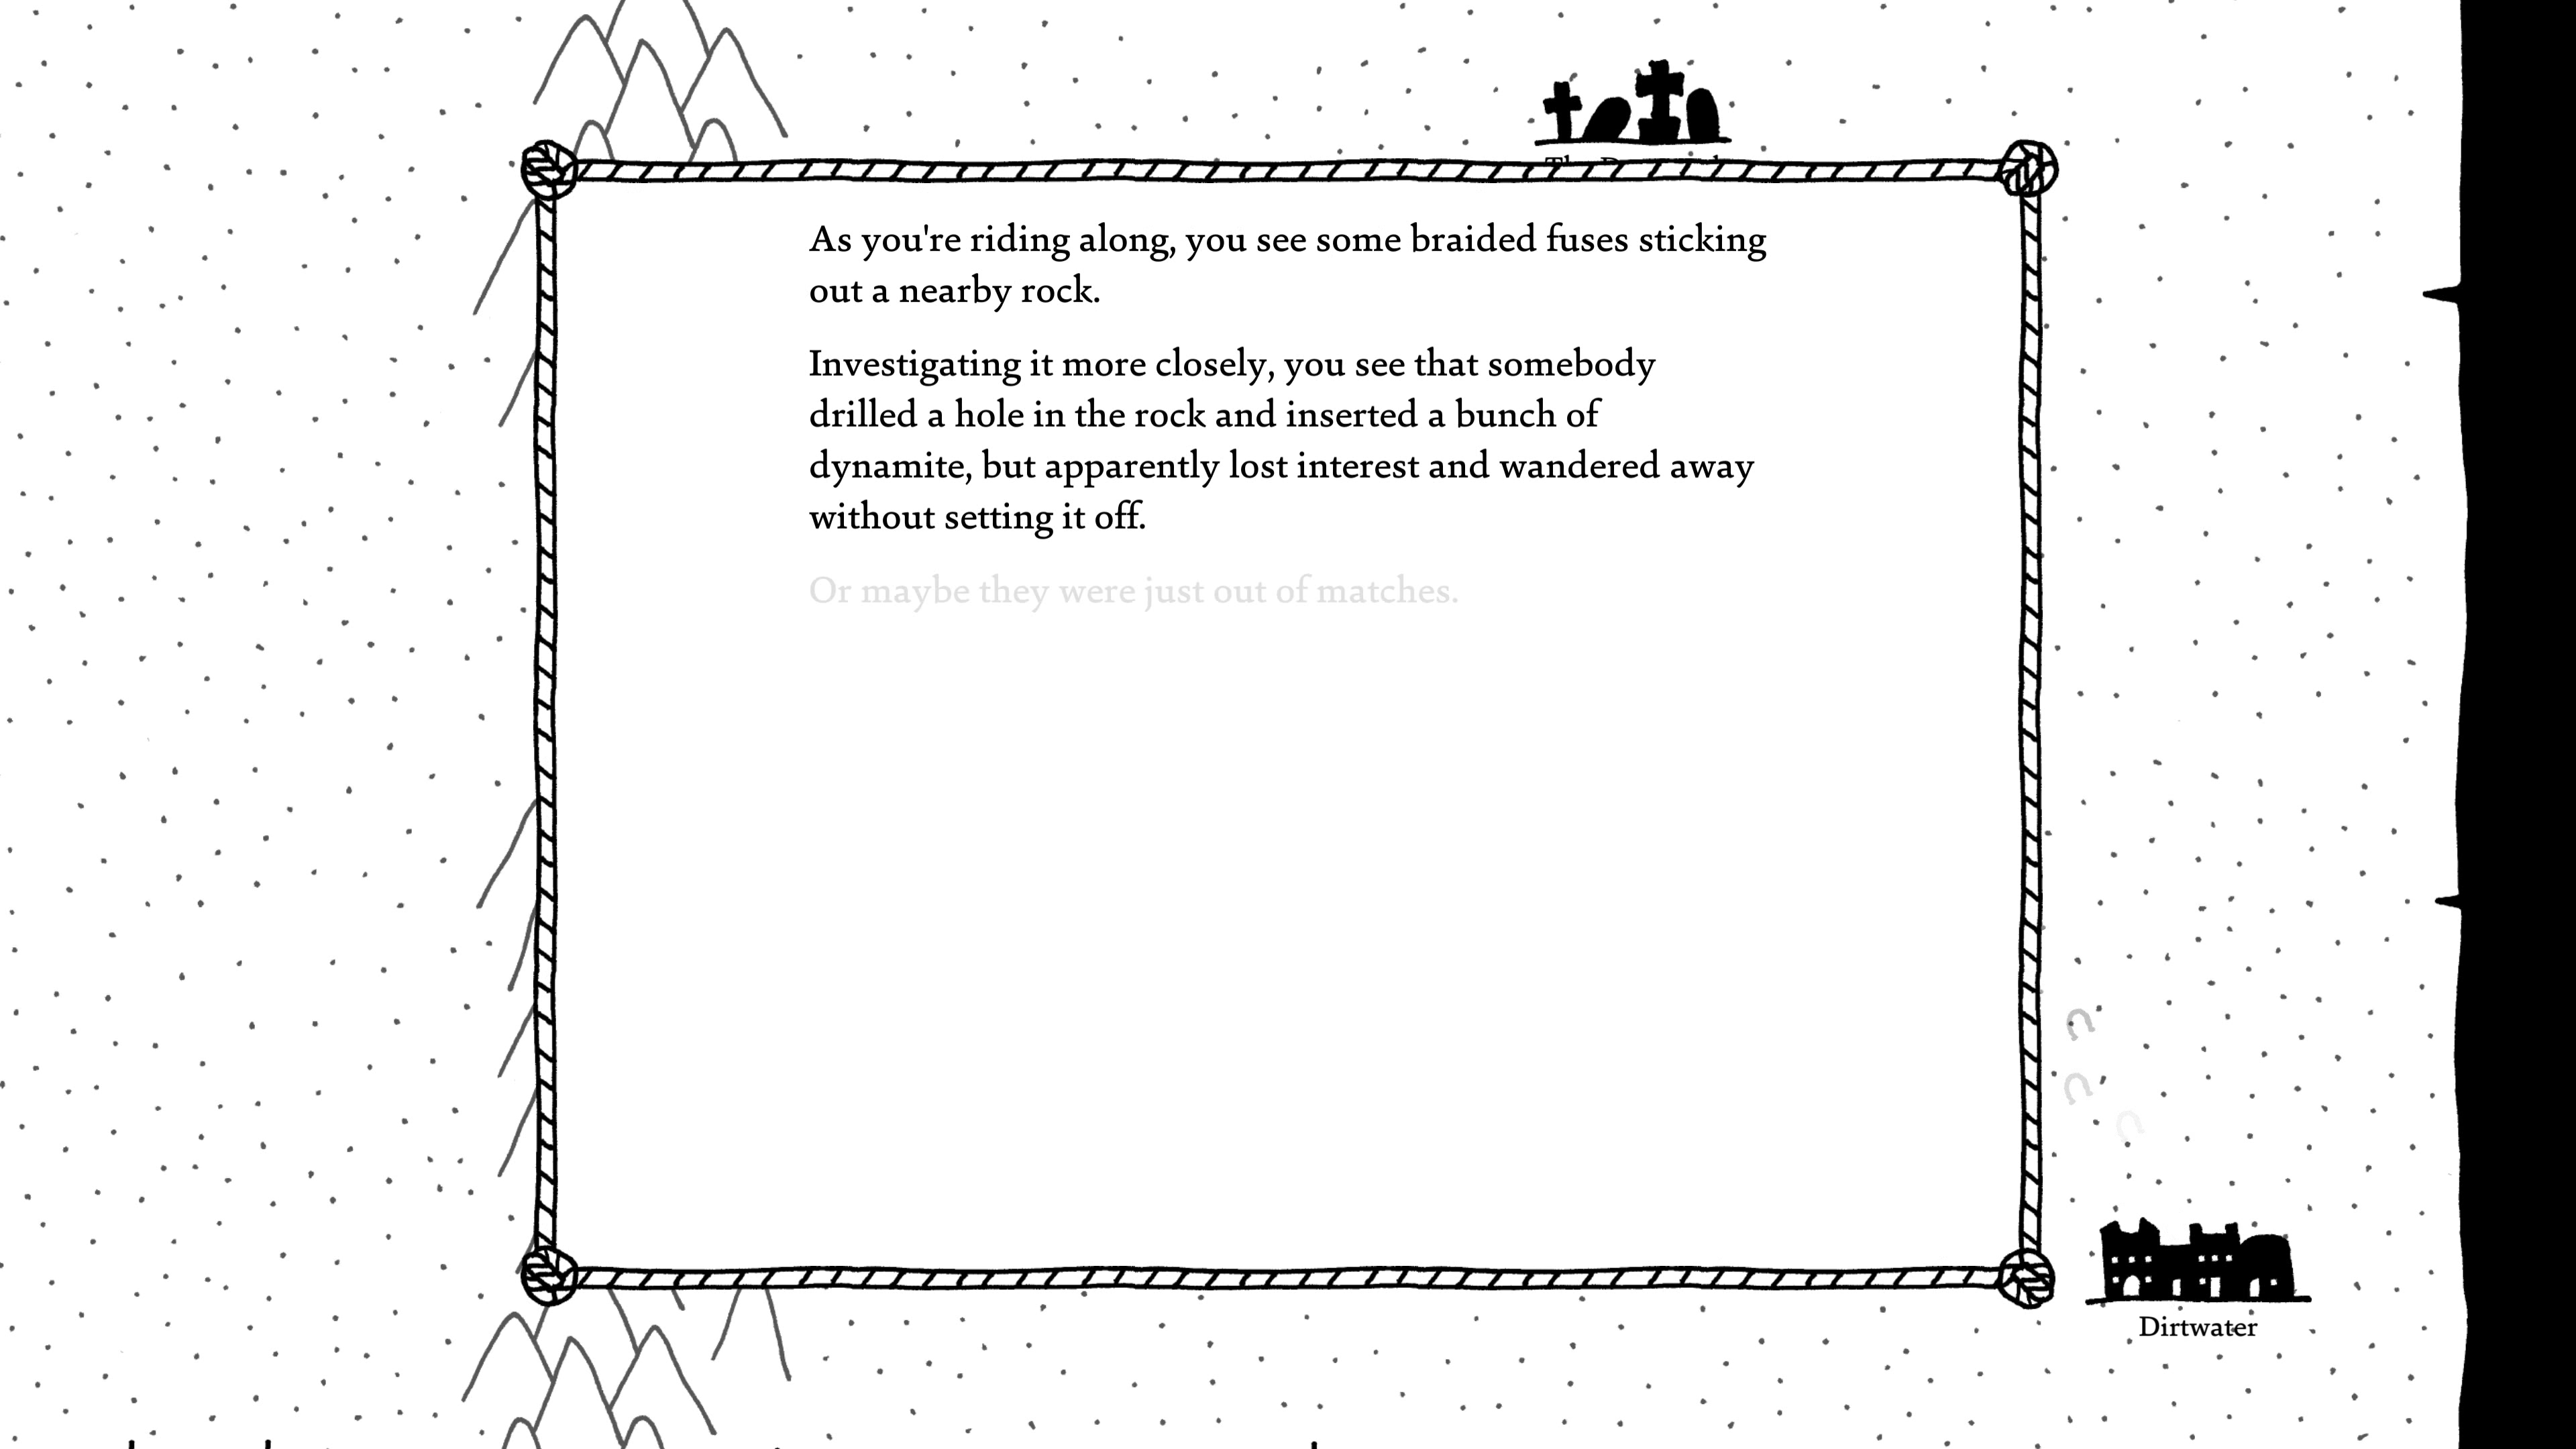 As you're riding along, you see some braided fuses sticking
out a nearby rock.
Investigating it more closely, you see that somebody
drilled a hole in the rock and inserted a bunch of
dynamite, but apparently lost interest and wandered away
without setting it off.
Or maybe they were just out of matches.
Dirtwater